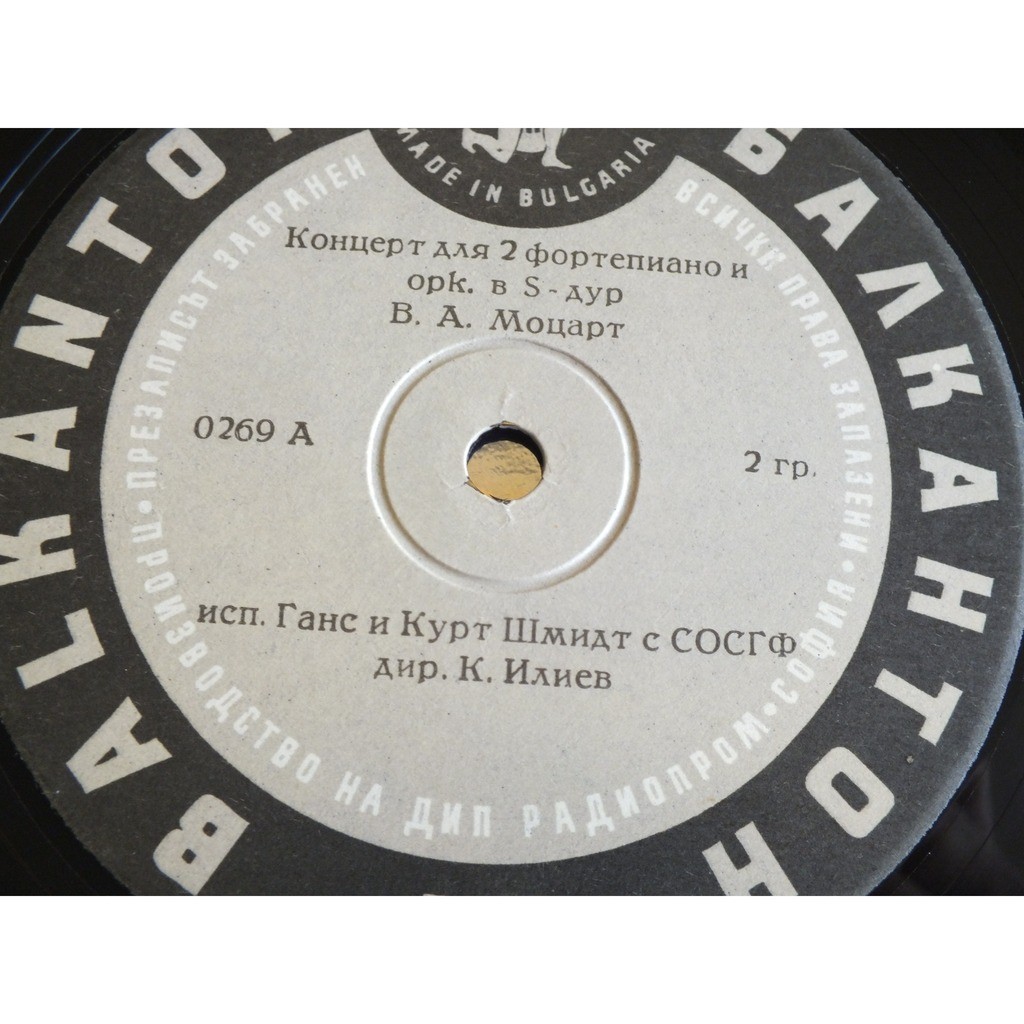 MADE IN BULGARIA
Концерт для 2 фортепиано и
орк. в S-дур
В. А. Моцарт
0269 А
2 гр.
исп. Ганс и Курт Шмидт с СОСГФ
дир. К. Илиев
ПРОИЗВОДСТВО НА ДИП РАДИОПРОМ • СОФИЯ • ВСИЧКИ ПРАВА ЗАПАЗЕНИ
ПРЕЗАПИСЪТ ЗАБРАНЕН
BALKANTO
БАЛКАНТОН